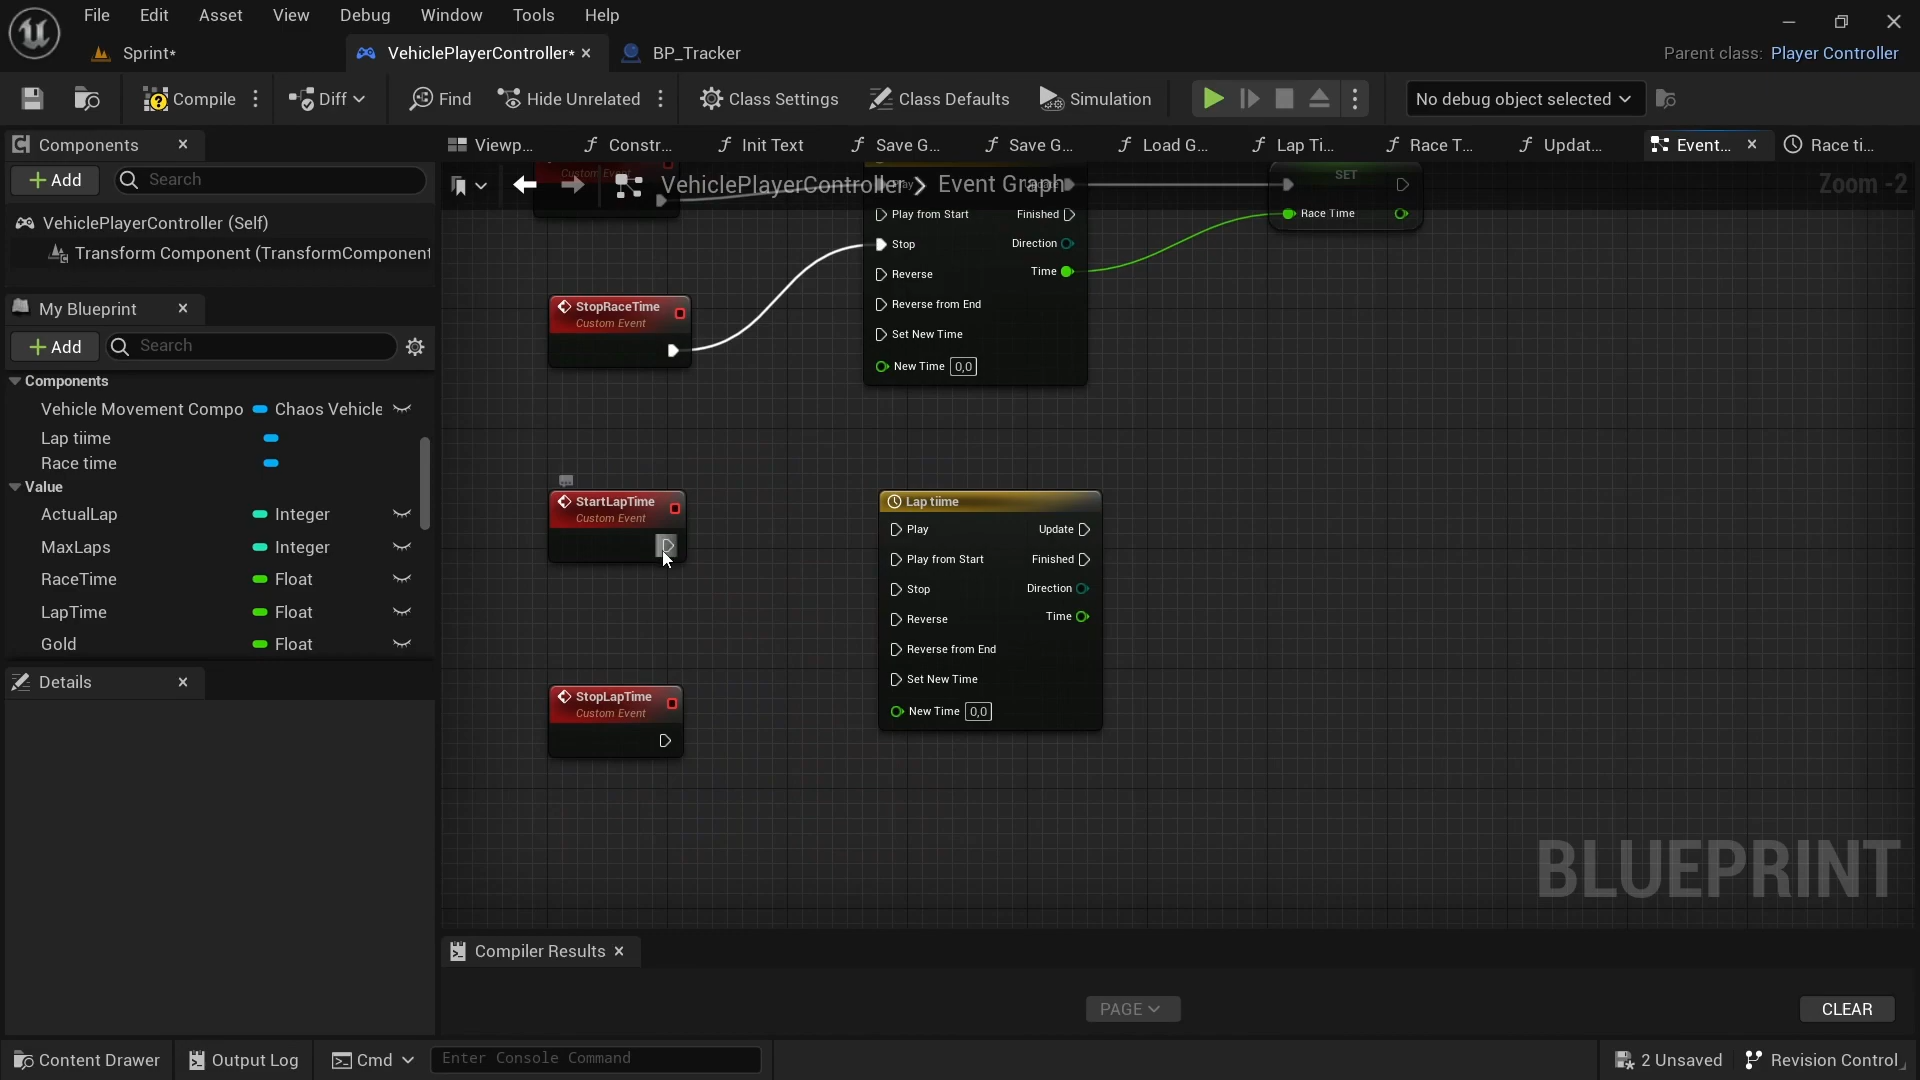 File Edit Asset View Debug Window Tools Help
Sprint*
VehiclePlayerController*
BP_Tracker
Parent class: Player Controller
Compile
Diff
Find
Hide Unrelated
Class Settings
Class Defaults
Simulation
No debug object selected
Components
Viewp...
Constr...
Init Text
Save G...
Save G...
Load G...
Lap Ti...
Race T...
Updat...
Event...
Race ti...
Add
Search
VehiclePlayerController > Event Graph
Zoom -2
VehiclePlayerController (Self)
Transform Component (TransformComponent
My Blueprint
Add
Search
Components
Vehicle Movement Compo Chaos Vehicle
Lap tiime
Race time
Value
ActualLap Integer
MaxLaps Integer
RaceTime Float
LapTime Float
Gold Float
Details
Custom Event
Play Update
Play from Start Finished
Stop Direction
Reverse Time
Reverse from End
Set New Time
New Time 0,0
SET
Race Time
StopRaceTime
Custom Event
StartLapTime
Custom Event
Lap tiime
Play Update
Play from Start Finished
Stop Direction
Reverse Time
Reverse from End
Set New Time
New Time 0,0
StopLapTime
Custom Event
BLUEPRINT
Compiler Results
PAGE
CLEAR
Content Drawer
Output Log
Cmd
Enter Console Command
2 Unsaved
Revision Control